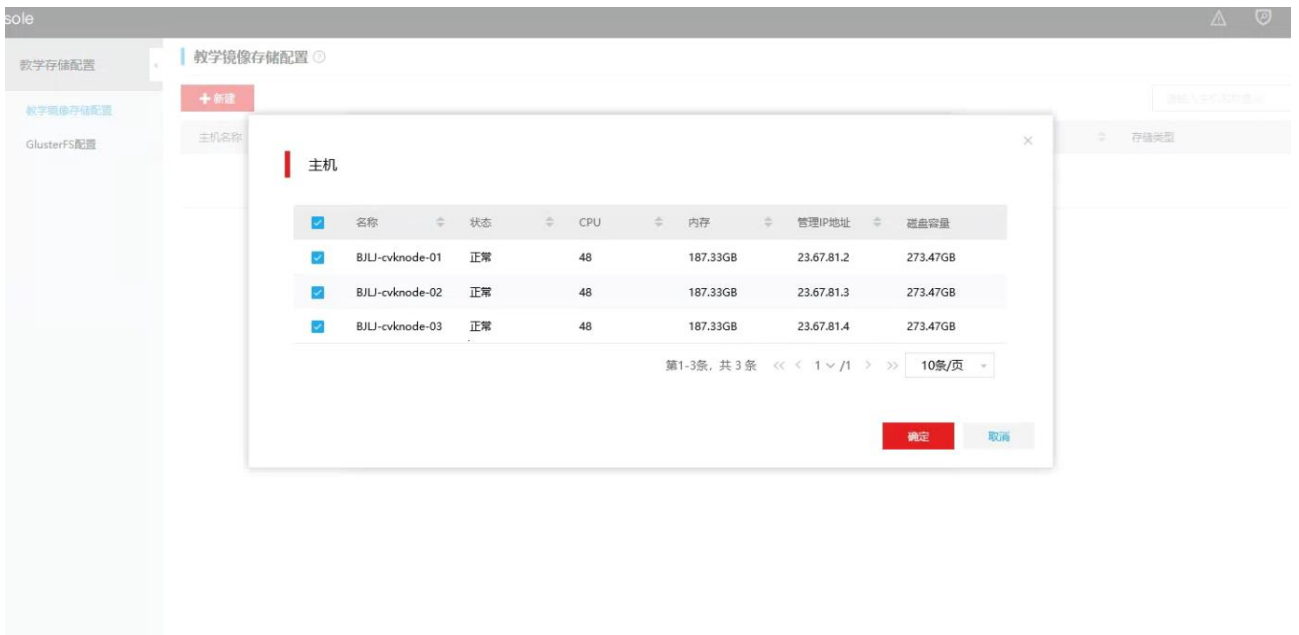 sole
教学存储配置
教学镜像存储配置
教学镜像存储配置
GlusterFS配置
新建
主机名称
存储类型
主机
名称 状态 CPU 内存 管理IP地址 磁盘容量
BJLJ-cvknode-01 正常 48 187.33GB 23.67.81.2 273.47GB
BJLJ-cvknode-02 正常 48 187.33GB 23.67.81.3 273.47GB
BJLJ-cvknode-03 正常 48 187.33GB 23.67.81.4 273.47GB
第1-3条, 共 3 条 << < 1 /1 > >> 10条/页
确定 取消